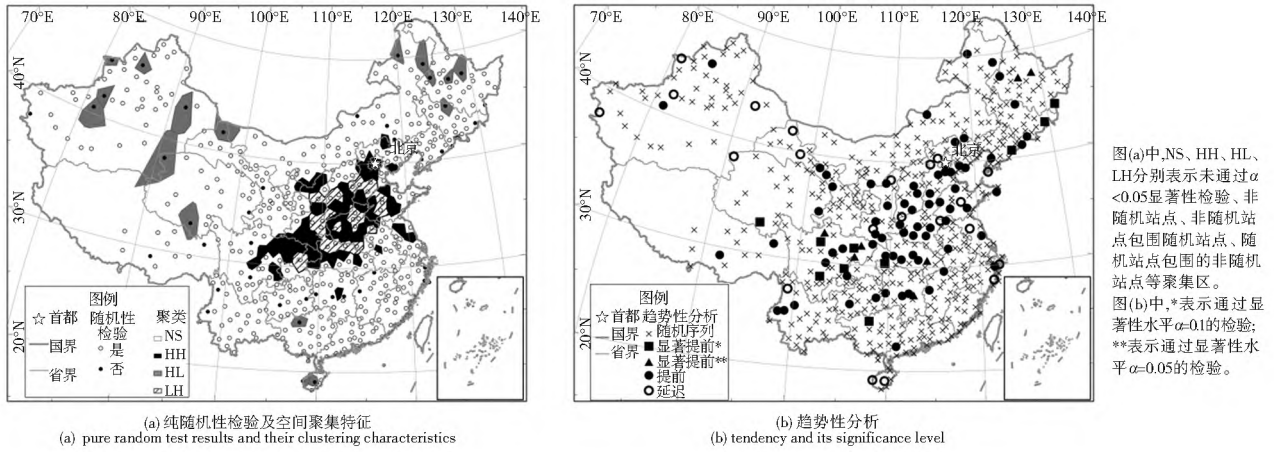 70°E 80°E 90°E 100°E 110°E 120°E 130°E 140°E
40°N
30°N
20°N
北京
图例
☆首都
国界
省界
随机性
检验
○ 是
• 否
聚类
NS
HH
HL
LH
80°E 90°E 100°E 110°E 120°E
(a) 纯随机性检验及空间聚集特征
(a) pure random test results and their clustering characteristics
70°E 80°E 90°E 100°E 110°E 120°E 130°E 140°E
40°N
30°N
20°N
北京
图例
☆首都 趋势性分析
国界 × 随机序列
省界 ■ 显著提前*
▲ 显著提前**
● 提前
○ 延迟
90°E 100°E 110°E 120°E
(b) 趋势性分析
(b) tendency and its significance level
图(a)中,NS、HH、HL、
LH分别表示未通过α
<0.05显著性检验、非
随机站点、非随机站
点包围随机站点、随
机站点包围的非随机
站点等聚集区。
图(b)中,*表示通过显
著性水平α=0.1的检验;
**表示通过显著性水
平α=0.05的检验。